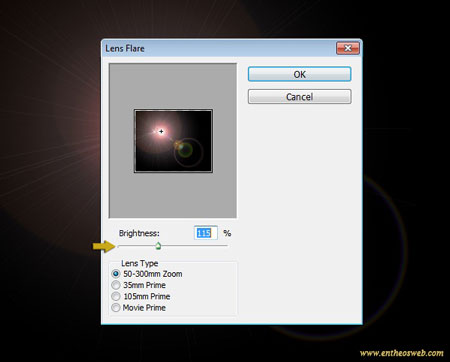 Lens Flare
OK
Cancel
Brightness: 115 %
Lens Type
50-300mm Zoom
35mm Prime
105mm Prime
Movie Prime
www.entheosweb.com